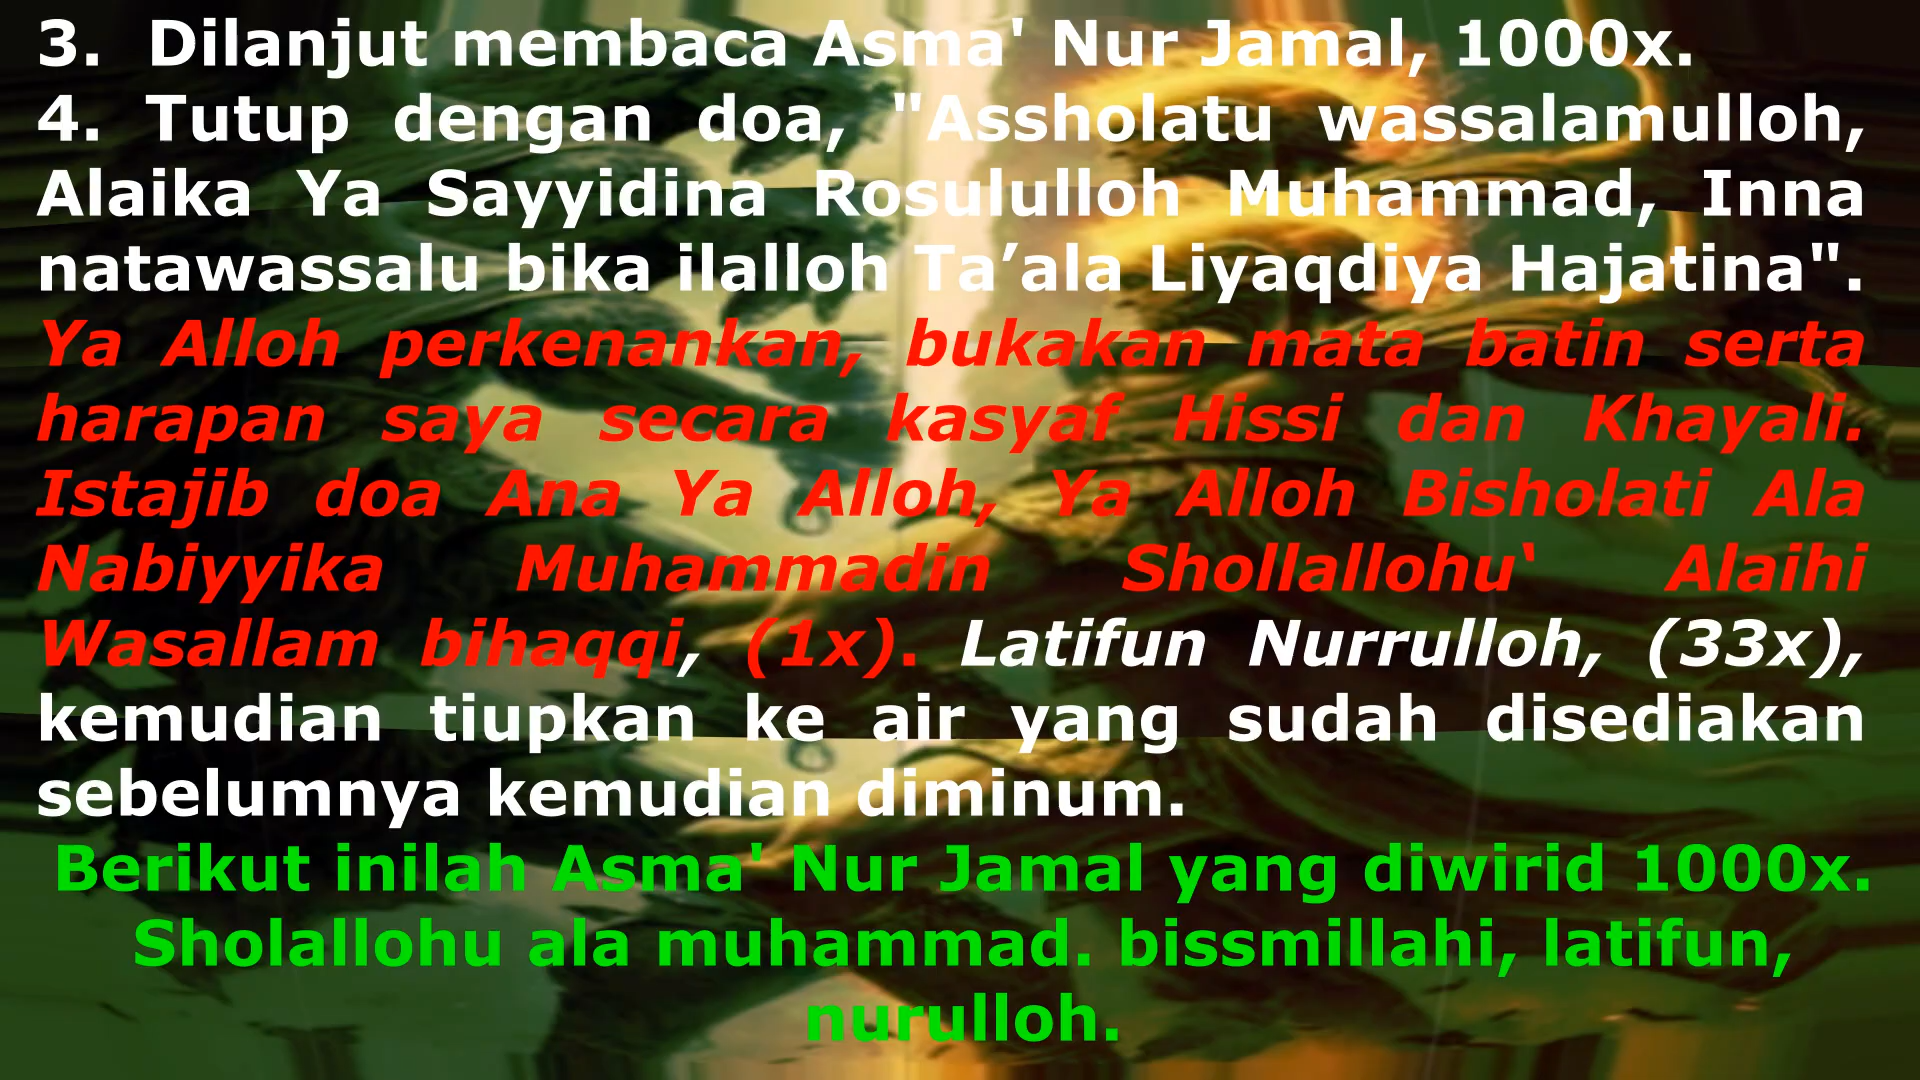 3. Dilanjut membaca Asma' Nur Jamal, 1000x.
4. Tutup dengan doa, "Assholatu wassalamulloh,
Alaika Ya Sayyidina Rosululloh Muhammad, Inna
natawassalu bika ilalloh Ta’ala Liyaqdiya Hajatina".
Ya Alloh perkenankan, bukakan mata batin serta
harapan saya secara kasyaf Hissi dan Khayali.
Istajib doa Ana Ya Alloh, Ya Alloh Bisholati Ala
Nabiyyika Muhammadin Shollallohu‘ Alaihi
Wasallam bihaqqi, (1x). Latifun Nurrulloh, (33x),
kemudian tiupkan ke air yang sudah disediakan
sebelumnya kemudian diminum.
Berikut inilah Asma' Nur Jamal yang diwirid 1000x.
Sholallohu ala muhammad. bissmillahi, latifun,
nurulloh.